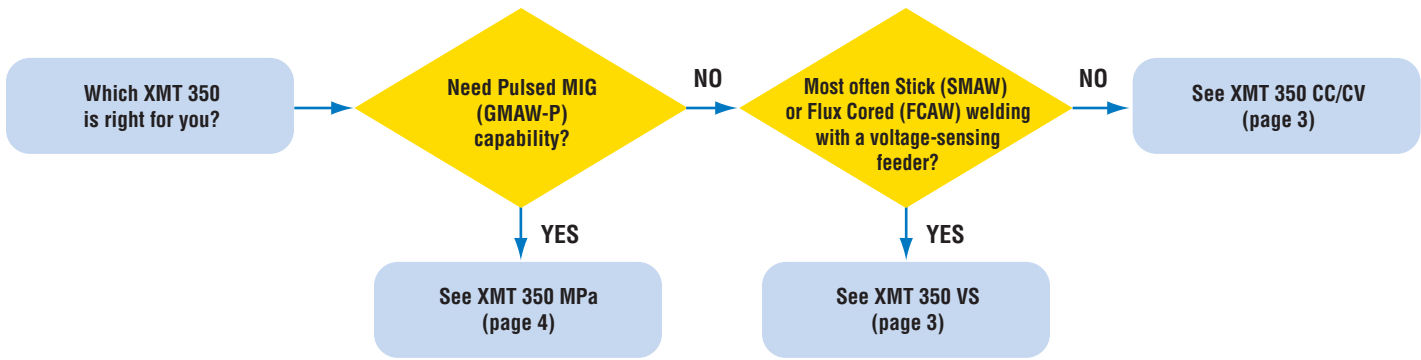 Which XMT 350
is right for you?
Need Pulsed MIG
(GMAW-P)
capability?
NO
YES
See XMT 350 MPa
(page 4)
Most often Stick (SMAW)
or Flux Cored (FCAW) welding
with a voltage-sensing
feeder?
NO
YES
See XMT 350 VS
(page 3)
See XMT 350 CC/CV
(page 3)